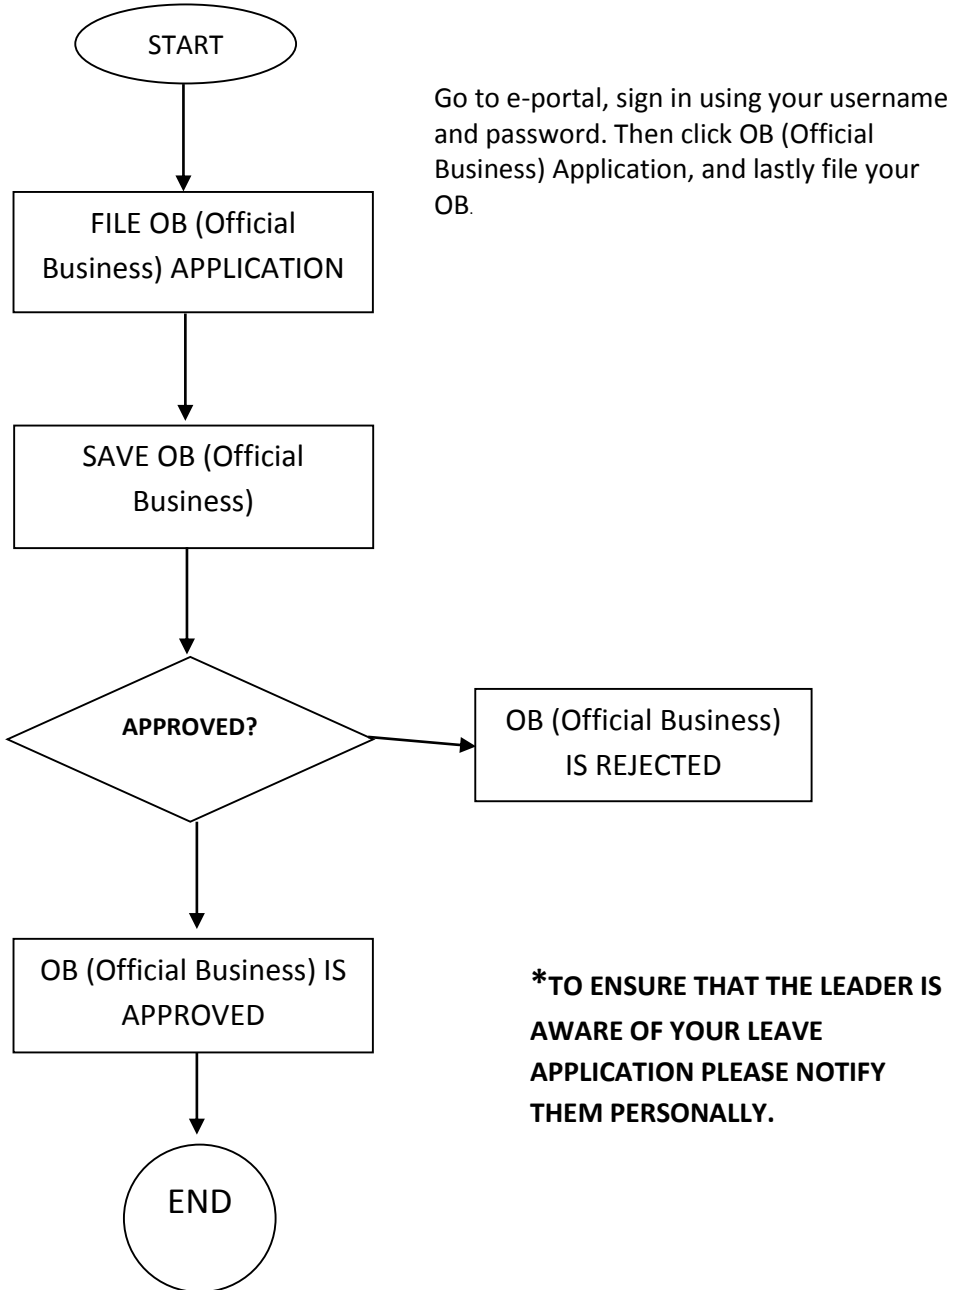 START
Go to e-portal, sign in using your username
and password. Then click OB (Official
Business) Application, and lastly file your
OB.
FILE OB (Official
Business) APPLICATION
SAVE OB (Official
Business)
APPROVED?
OB (Official Business)
IS REJECTED
OB (Official Business) IS
APPROVED
*TO ENSURE THAT THE LEADER IS
AWARE OF YOUR LEAVE
APPLICATION PLEASE NOTIFY
THEM PERSONALLY.
END